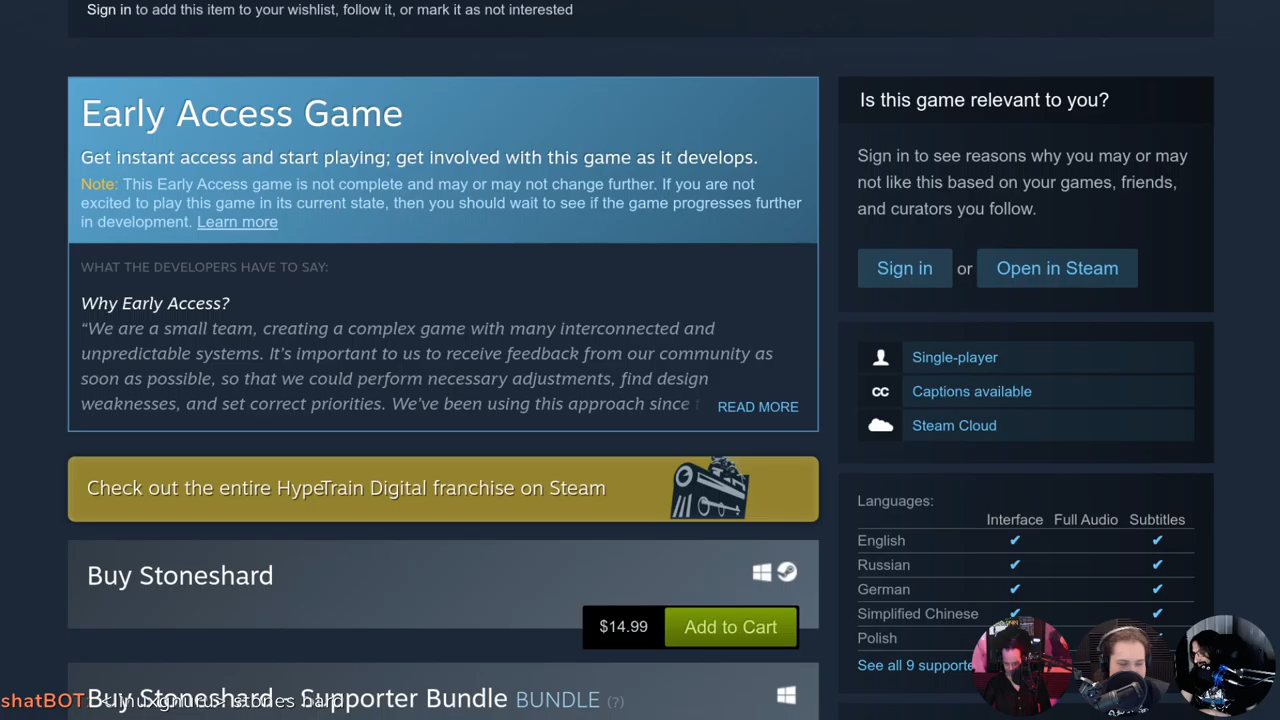 Sign in to add this item to your wishlist, follow it, or mark it as not interested
Early Access Game
Get instant access and start playing; get involved with this game as it develops.
Note: This Early Access game is not complete and may or may not change further. If you are not
excited to play this game in its current state, then you should wait to see if the game progresses further
in development. Learn more
WHAT THE DEVELOPERS HAVE TO SAY:
Why Early Access?
“We are a small team, creating a complex game with many interconnected and
unpredictable systems. It’s important to us to receive feedback from our community as
soon as possible, so that we could perform necessary adjustments, find design
weaknesses, and set correct priorities. We’ve been using this approach since
READ MORE
Check out the entire HypeTrain Digital franchise on Steam
Buy Stoneshard
$14.99
Add to Cart
Buy Stoneshard - Supporter Bundle BUNDLE (?)
Is this game relevant to you?
Sign in to see reasons why you may or may
not like this based on your games, friends,
and curators you follow.
Sign in or Open in Steam
Single-player
CC Captions available
Steam Cloud
Languages:
Interface Full Audio Subtitles
English ✔ ✔
Russian ✔ ✔
German ✔ ✔
Simplified Chinese ✔ ✔
Polish
See all 9 supporte
shatBOT: stones hard